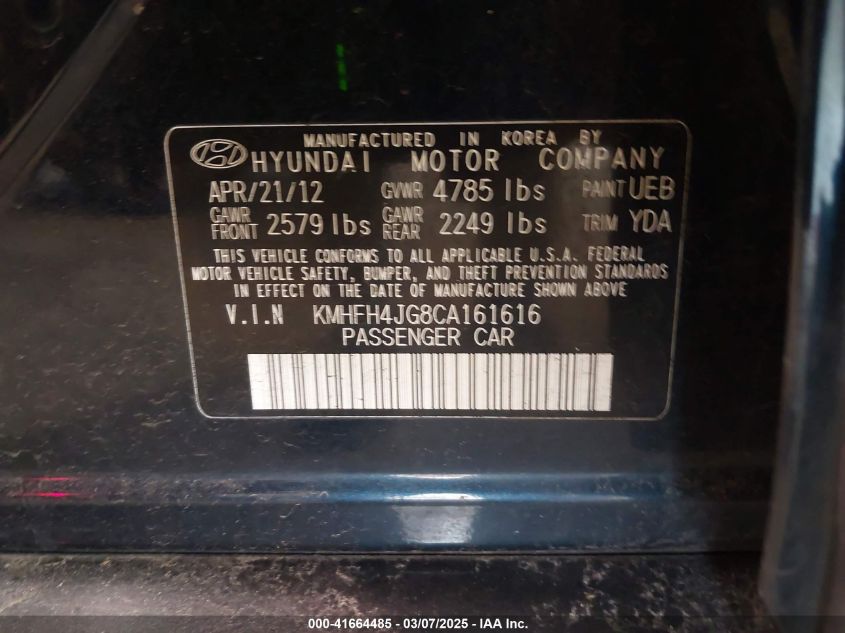 MANUFACTURED IN KOREA BY
HYUNDAI MOTOR COMPANY
APR/21/12 GVWR 4785 lbs PAINT UEB
GAWR FRONT 2579 lbs GAWR REAR 2249 lbs TRIM YDA
THIS VEHICLE CONFORMS TO ALL APPLICABLE U.S.A. FEDERAL
MOTOR VEHICLE SAFETY, BUMPER, AND THEFT PREVENTION STANDARDS
IN EFFECT ON THE DATE OF MANUFACTURE SHOWN ABOVE
V.I.N KMHFH4JG8CA161616
PASSENGER CAR
000-41664485 — 03/07/2025 — IAA Inc.